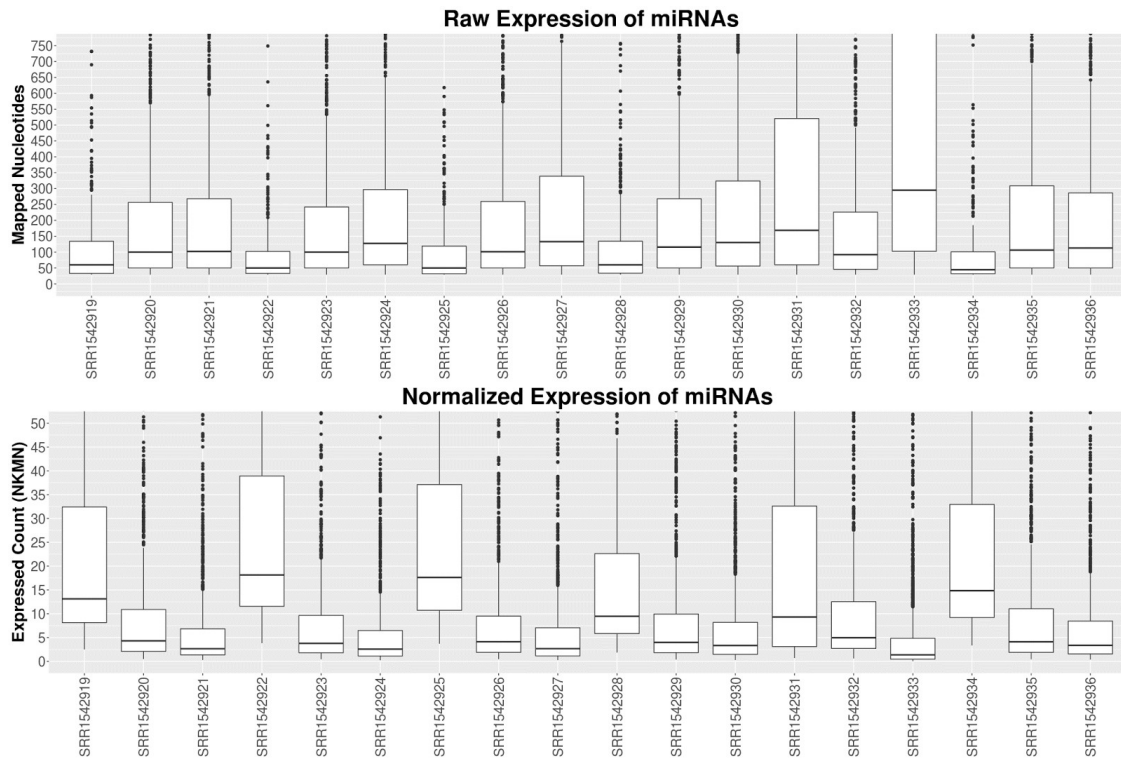 Raw Expression of miRNAs
Mapped Nucleotides
750
700
650
600
550
500
450
400
350
300
250
200
150
100
50
0
SRR1542919
SRR1542920
SRR1542921
SRR1542922
SRR1542923
SRR1542924
SRR1542925
SRR1542926
SRR1542927
SRR1542928
SRR1542929
SRR1542930
SRR1542931
SRR1542932
SRR1542933
SRR1542934
SRR1542935
SRR1542936
Normalized Expression of miRNAs
Expressed Count (NKMN)
50
45
40
35
30
25
20
15
10
5
0
SRR1542919
SRR1542920
SRR1542921
SRR1542922
SRR1542923
SRR1542924
SRR1542925
SRR1542926
SRR1542927
SRR1542928
SRR1542929
SRR1542930
SRR1542931
SRR1542932
SRR1542933
SRR1542934
SRR1542935
SRR1542936